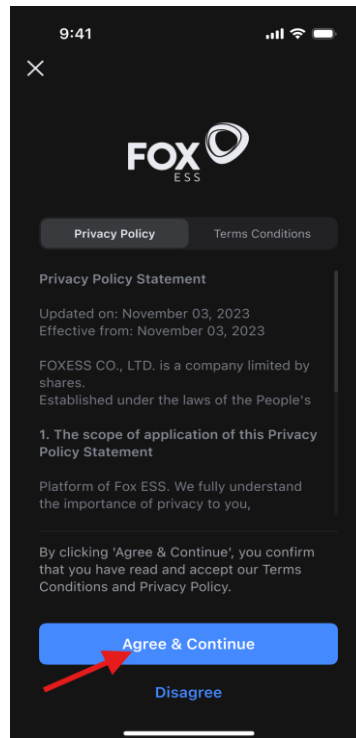 9:41
FOX
ESS
Privacy Policy
Terms Conditions
Privacy Policy Statement
Updated on: November 03, 2023
Effective from: November 03, 2023
FOXESS CO., LTD. is a company limited by
shares.
Established under the laws of the People's
1. The scope of application of this Privacy
Policy Statement
Platform of Fox ESS. We fully understand
the importance of privacy to you,
By clicking 'Agree & Continue', you confirm
that you have read and accept our Terms
Conditions and Privacy Policy.
Agree & Continue
Disagree